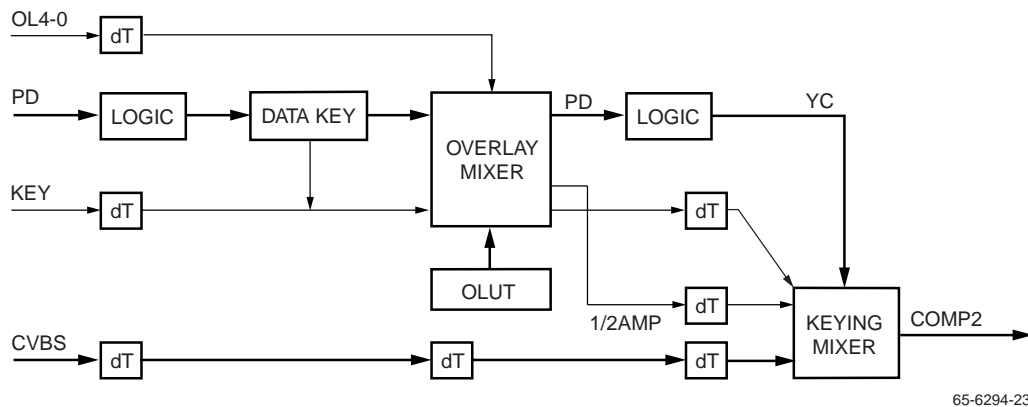 OL4-0
dT
PD
LOGIC
DATA KEY
OVERLAY
MIXER
PD
LOGIC
YC
KEY
dT
dT
OLUT
1/2AMP
dT
KEYING
MIXER
COMP2
CVBS
dT
dT
dT
65-6294-23